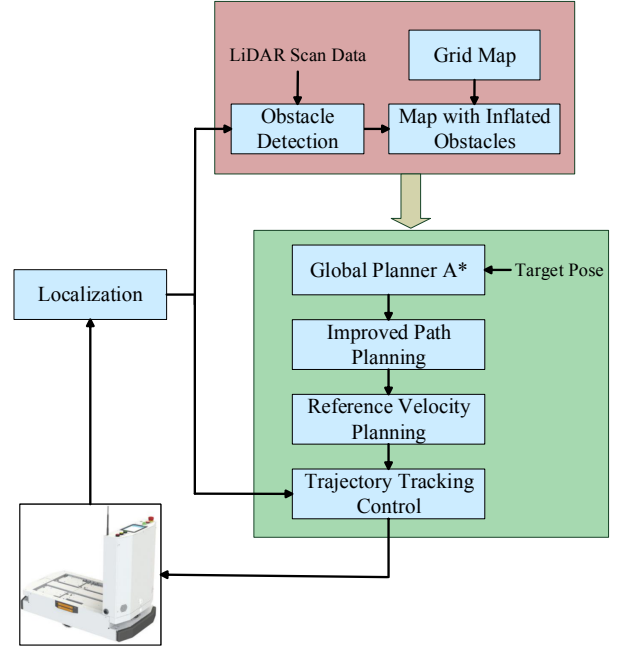 LiDAR Scan Data
Grid Map
Obstacle
Detection
Map with Inflated
Obstacles
Global Planner A*
Target Pose
Localization
Improved Path
Planning
Reference Velocity
Planning
Trajectory Tracking
Control